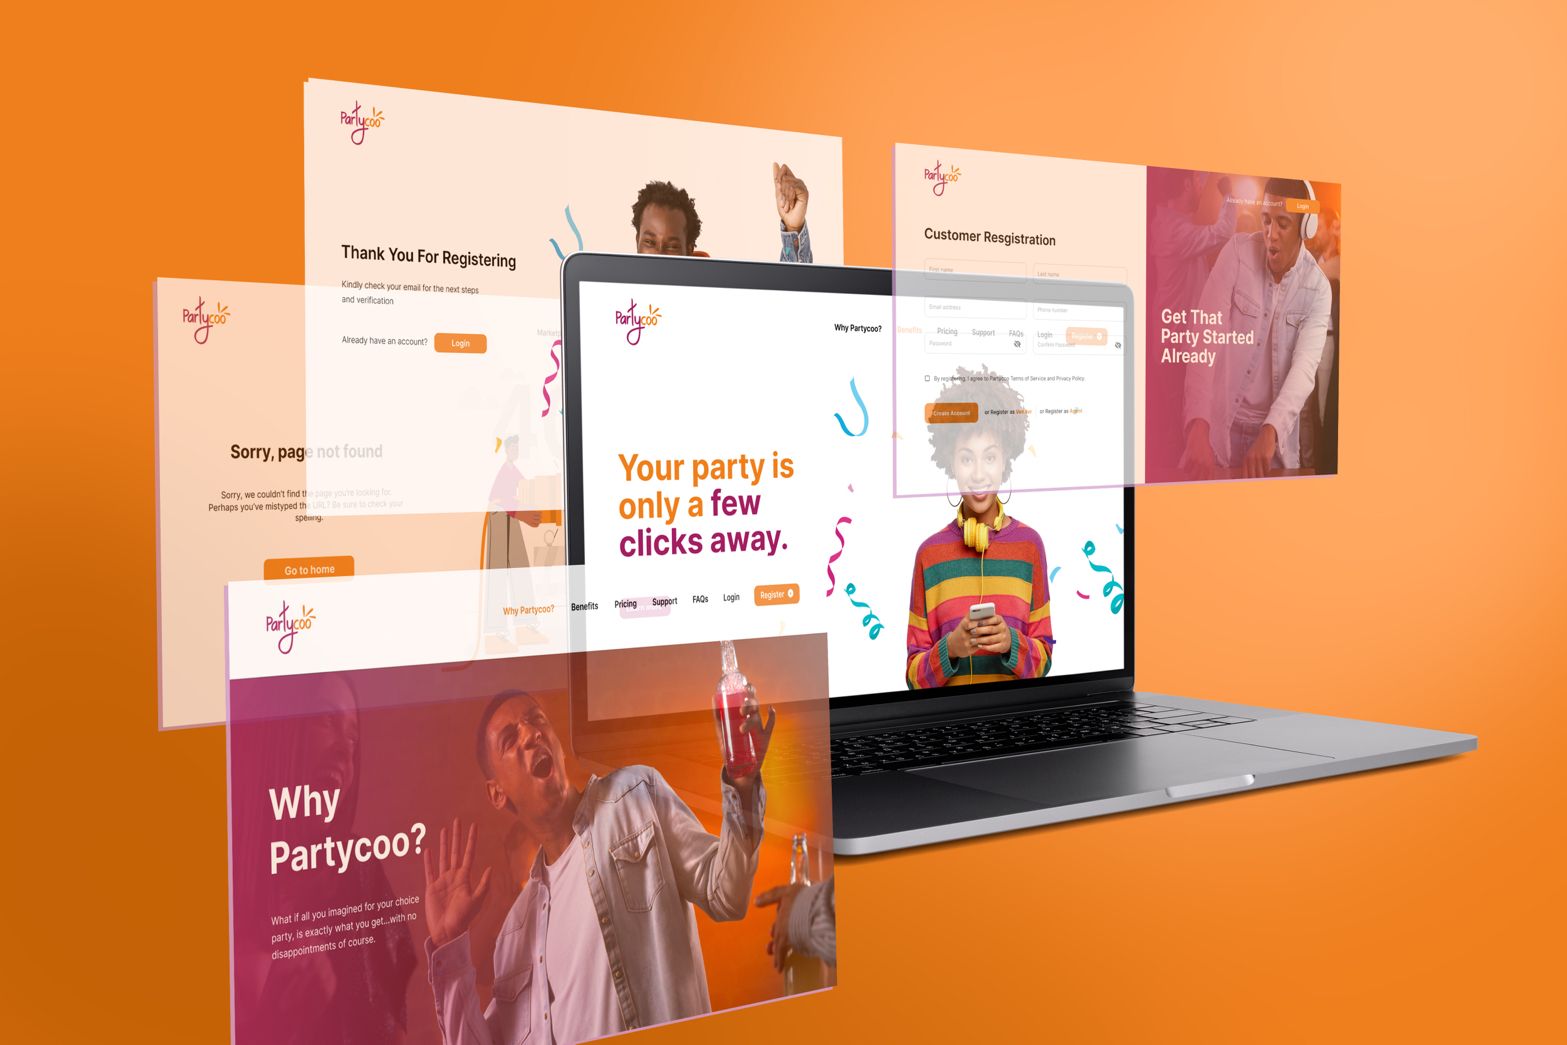 Partycoo
Thank You For Registering
Kindly check your email for the next steps
and verification
Already have an account?
Login
Partycoo
Customer Resgistration
First name
Last name
Email address
Phone number
Password
Confirm Password
By registering, I agree to Partycoo Terms of Service and Privacy Policy
Create Account
or Register as Vendor
or Register as Agent
Already have an account?
Login
Get That
Party Started
Already
Partycoo
Sorry, page not found
Sorry, we couldn't find the page you're looking for.
Perhaps you've mistyped the URL? Be sure to check your
spelling.
Go to home
Partycoo
Why Partycoo?
Benefits
Pricing
Support
FAQs
Login
Register
Your party is
only a few
clicks away.
Partycoo
Why Partycoo?
Benefits
Pricing
Support
FAQs
Login
Register
Why
Partycoo?
What if all you imagined for your choice
party, is exactly what you get...with no
disappointments of course.